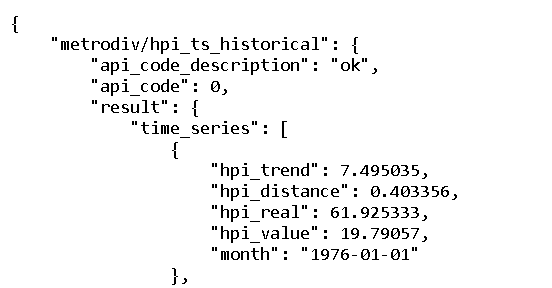 {
    "metrodiv/hpi_ts_historical": {
        "api_code_description": "ok",
        "api_code": 0,
        "result": {
            "time_series": [
                {
                    "hpi_trend": 7.495035,
                    "hpi_distance": 0.403356,
                    "hpi_real": 61.925333,
                    "hpi_value": 19.79057,
                    "month": "1976-01-01"
                },